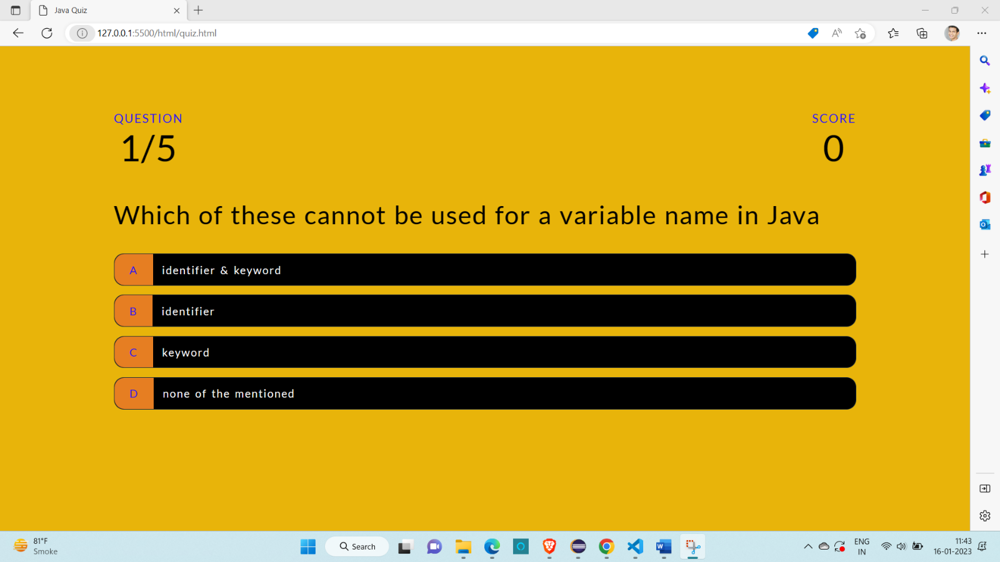 Java Quiz
127.0.0.1:5500/html/quiz.html
QUESTION
1/5
SCORE
0
Which of these cannot be used for a variable name in Java
A identifier & keyword
B identifier
C keyword
D none of the mentioned
81°F
Smoke
Search
ENG
IN
11:43
16-01-2023